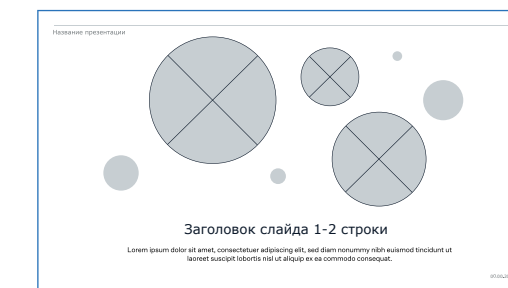 Название презентации
Заголовок слайда 1-2 строки
Lorem ipsum dolor sit amet, consectetuer adipiscing elit, sed diam nonummy nibh euismod tincidunt ut
laoreet suscipit lobortis nisl ut aliquip ex ea commodo consequat.